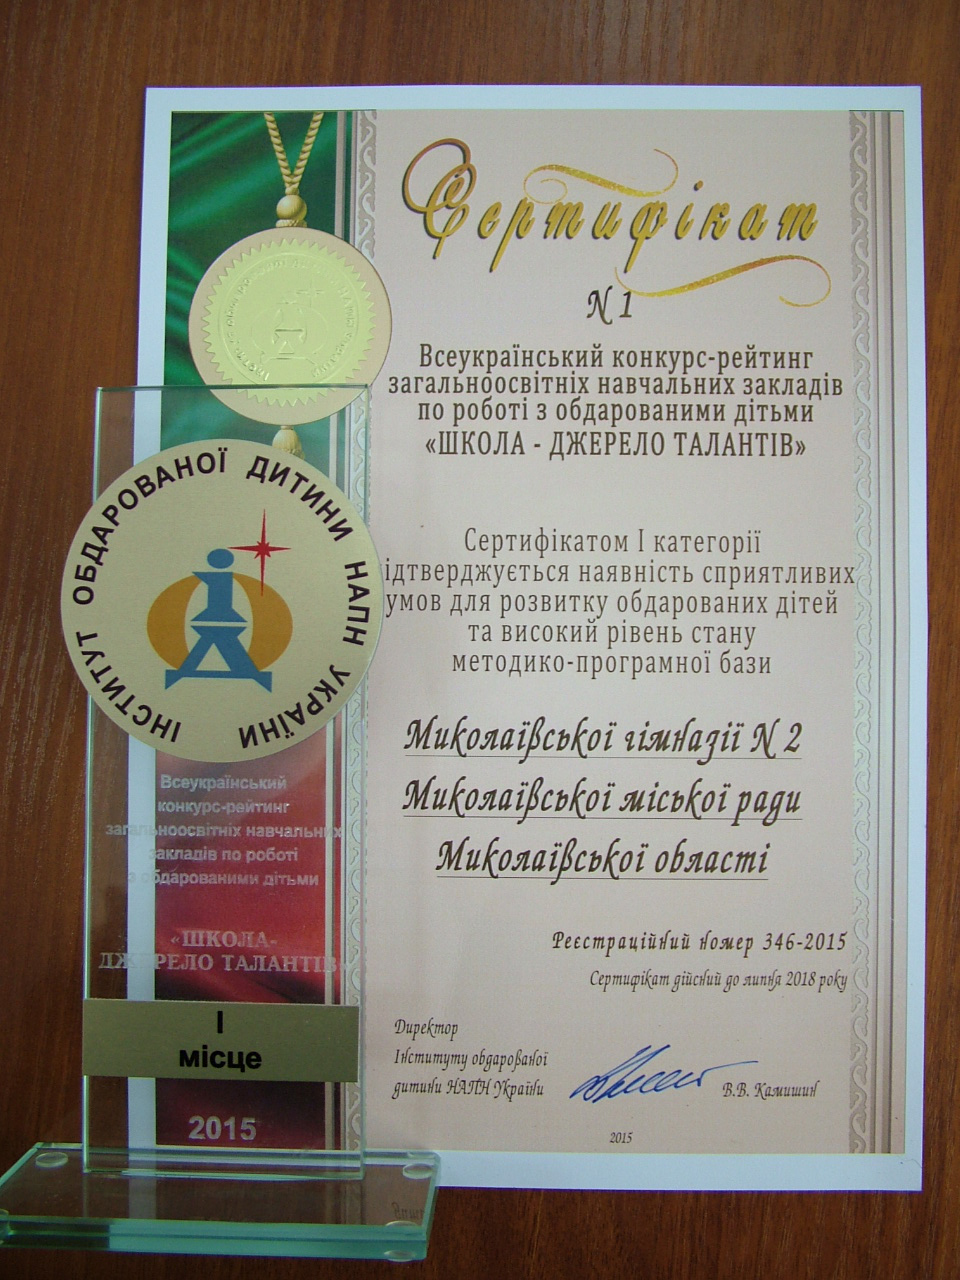 Сертифікат
N 1
Всеукраїнський конкурс-рейтинг
загальноосвітніх навчальних закладів
по роботі з обдарованими дітьми
«ШКОЛА - ДЖЕРЕЛО ТАЛАНТІВ»
Сертифікатом І категорії
ідтверджується наявність сприятливих
умов для розвитку обдарованих дітей
та високий рівень стану
методико-програмної бази
Миколаївської гімназії N 2
Миколаївської міської ради
Миколаївської області
Реєстраційний номер 346-2015
Сертифікат дійсний до липня 2018 року
Директор
Інституту обдарованої
дитини НАПН України
В.В. Камишин
2015
ІНСТИТУТ ОБДАРОВАНОЇ ДИТИНИ НАПН УКРАЇНИ
Всеукраїнський
конкурс-рейтинг
загальноосвітніх навчальних
закладів по роботі
з обдарованими дітьми
«ШКОЛА-
ДЖЕРЕЛО ТАЛАНТІВ»
І
місце
2015